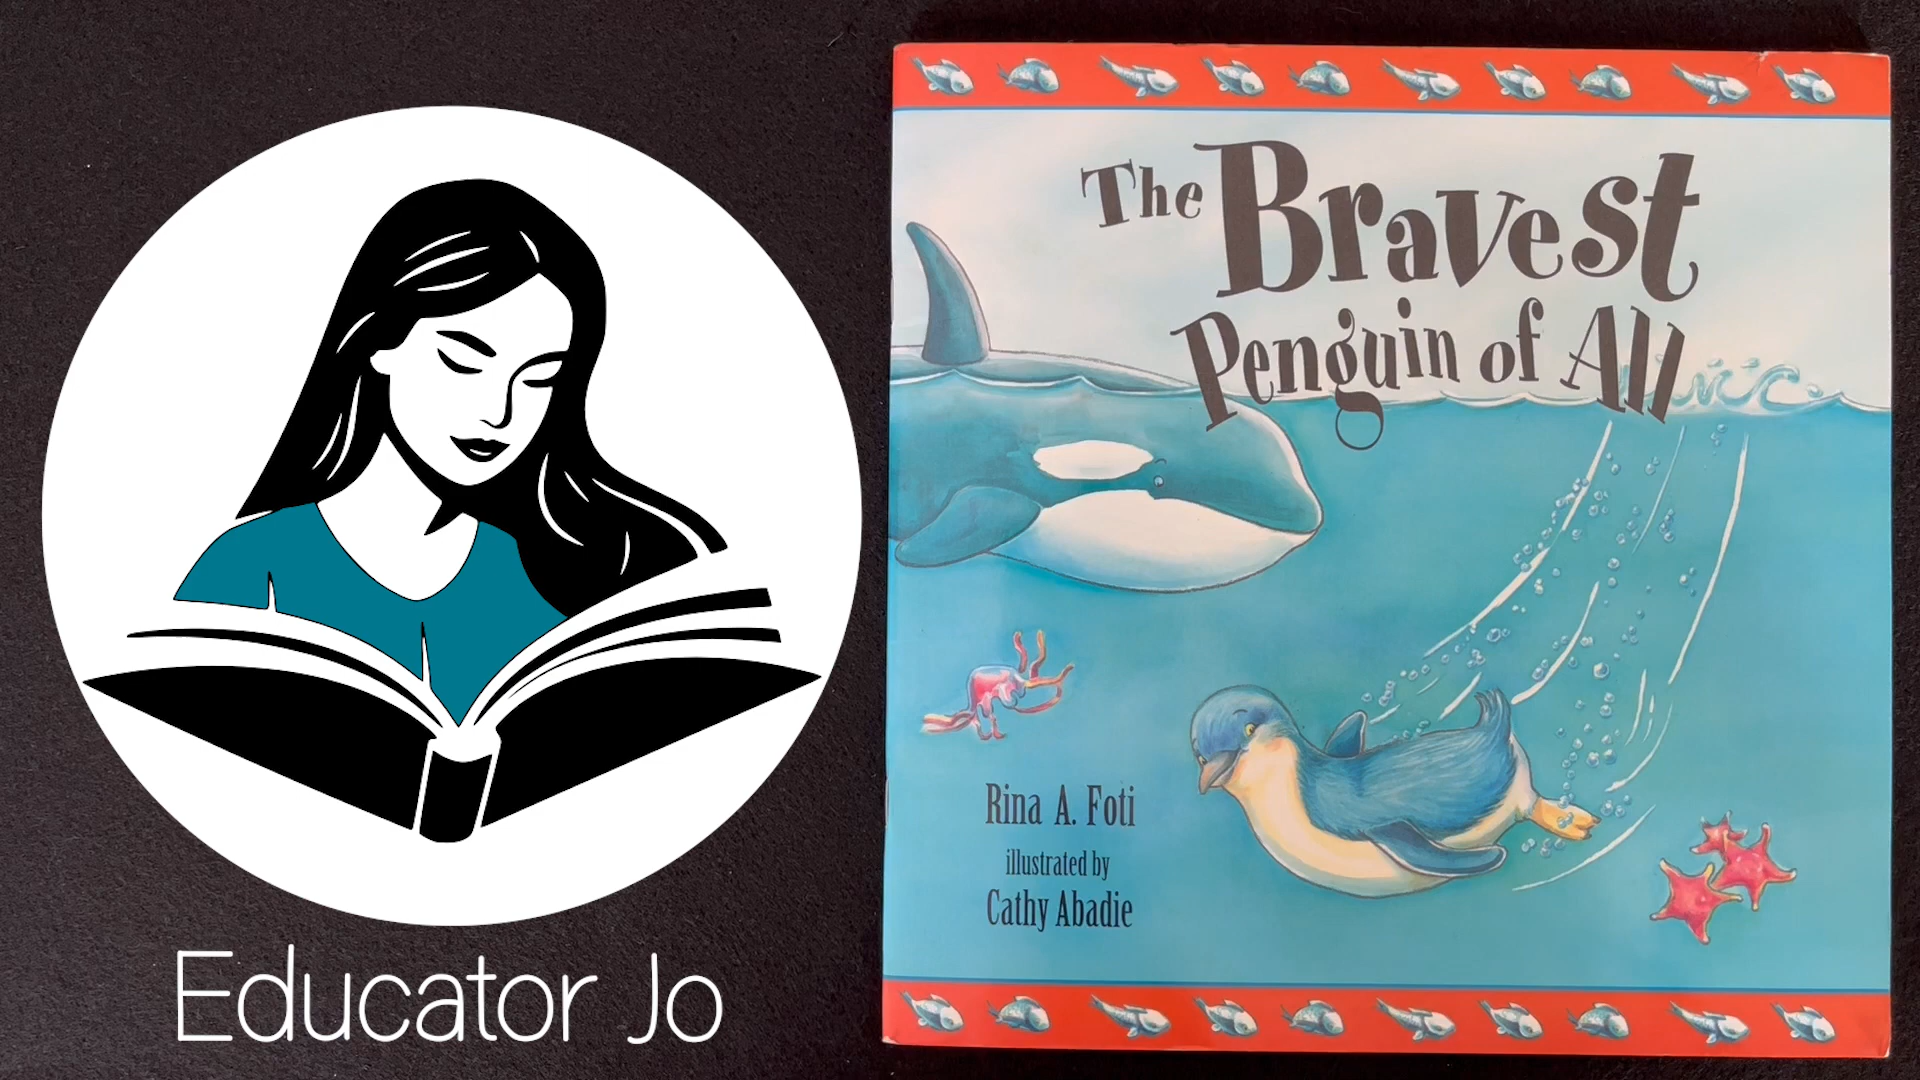 The Bravest
Penguin of All
Rina A. Foti
illustrated by
Cathy Abadie
Educator Jo